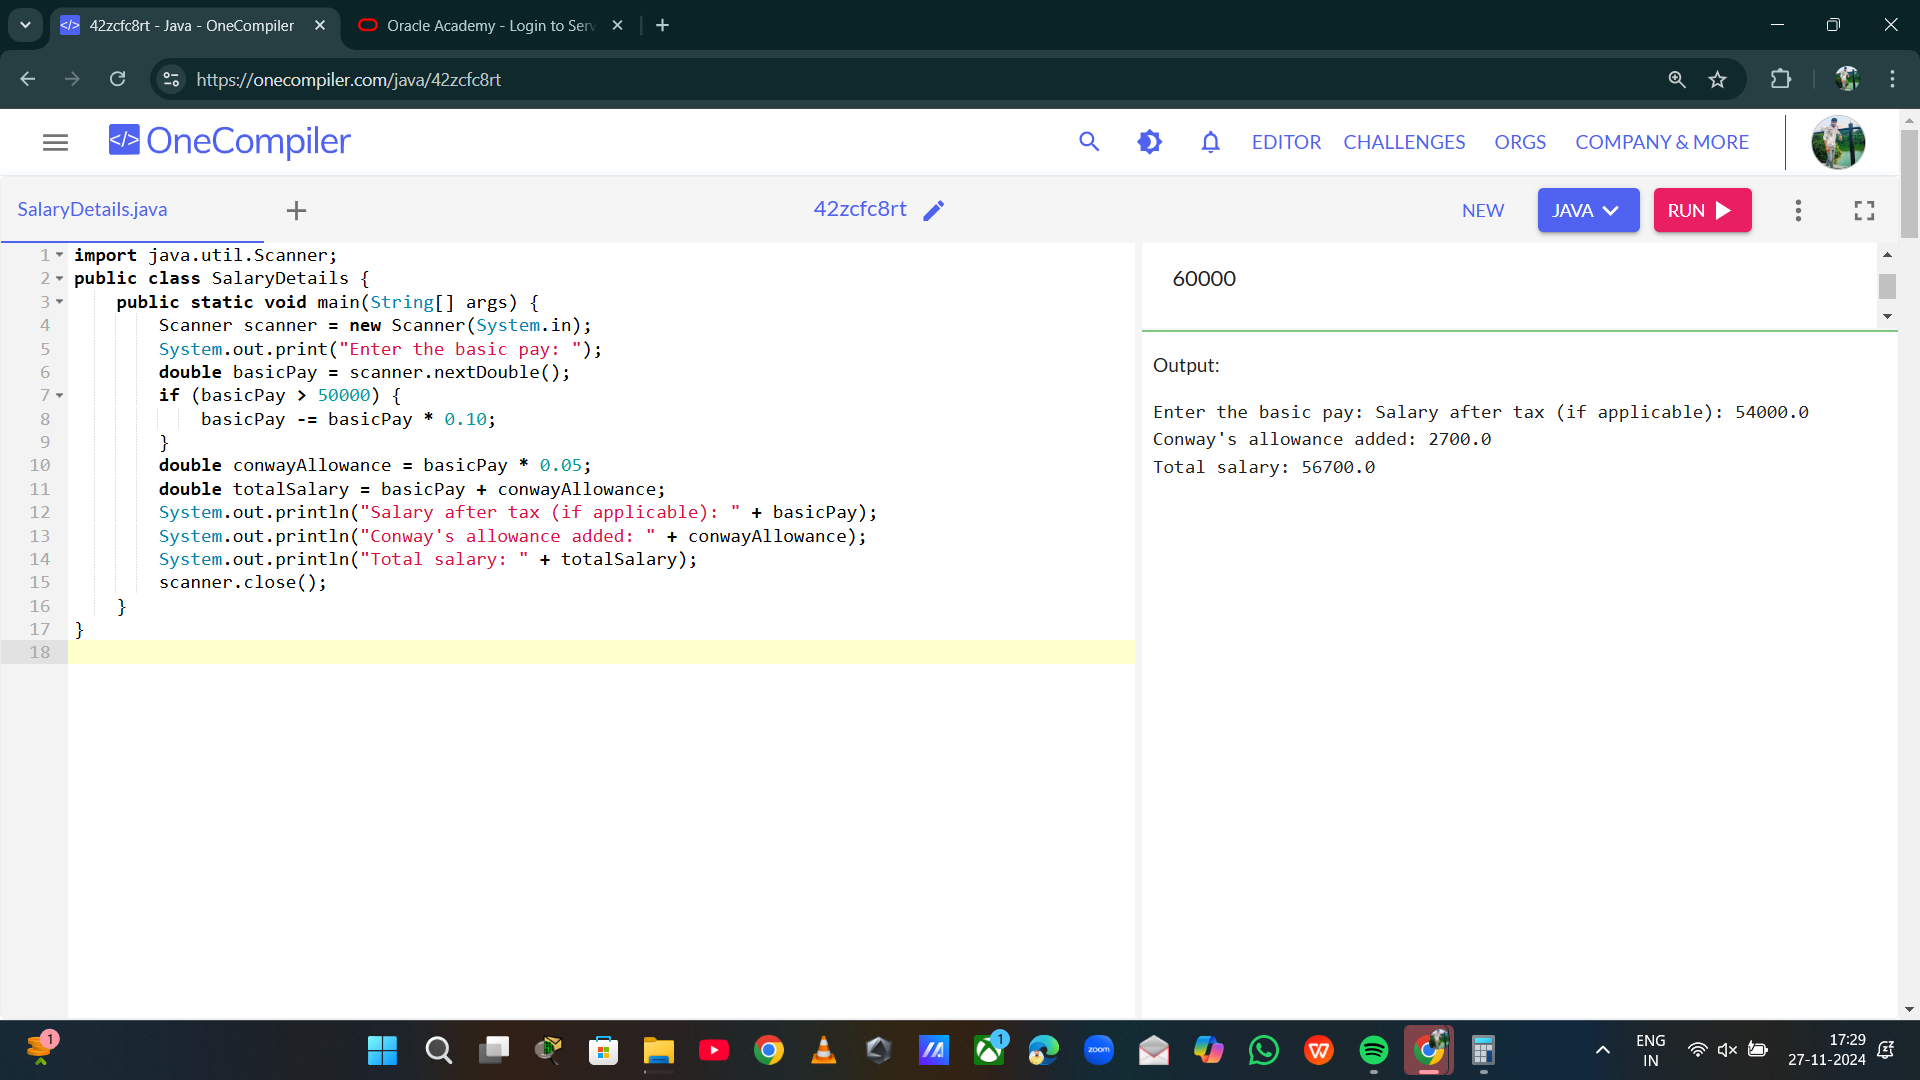 42zcfc8rt - Java - OneCompiler
Oracle Academy - Login to Serv
https://onecompiler.com/java/42zcfc8rt
</> OneCompiler
EDITOR CHALLENGES ORGS COMPANY & MORE
SalaryDetails.java
42zcfc8rt
NEW JAVA RUN
1 import java.util.Scanner;
2 public class SalaryDetails {
3     public static void main(String[] args) {
4         Scanner scanner = new Scanner(System.in);
5         System.out.print("Enter the basic pay: ");
6         double basicPay = scanner.nextDouble();
7         if (basicPay > 50000) {
8             basicPay -= basicPay * 0.10;
9         }
10         double conwayAllowance = basicPay * 0.05;
11         double totalSalary = basicPay + conwayAllowance;
12         System.out.println("Salary after tax (if applicable): " + basicPay);
13         System.out.println("Conway's allowance added: " + conwayAllowance);
14         System.out.println("Total salary: " + totalSalary);
15         scanner.close();
16     }
17 }
18
60000
Output:
Enter the basic pay: Salary after tax (if applicable): 54000.0
Conway's allowance added: 2700.0
Total salary: 56700.0
1
1
zoom
ENG
IN
17:29
27-11-2024